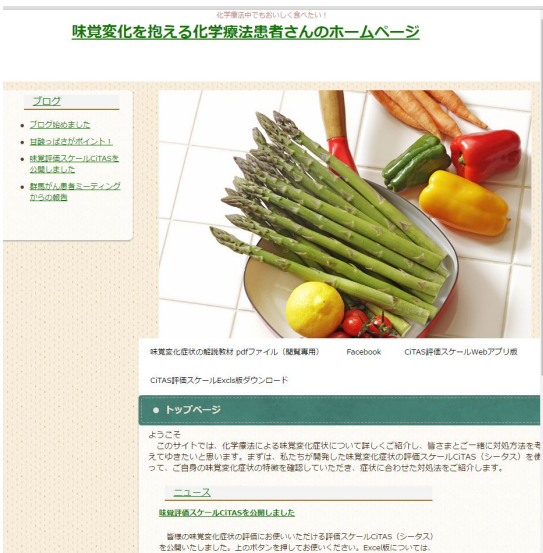 化学療法中でもおいしく食べたい！
味覚変化を抱える化学療法患者さんのホームページ
ブログ
ブログ始めました
甘酸っぱさがポイント！
味覚評価スケールCiTASを
公開しました
群馬がん患者ミーティング
からの報告
味覚変化症状の解説教材 pdfファイル（閲覧専用）　Facebook　CiTAS評価スケールWebアプリ版
CiTAS評価スケールExcls版ダウンロード
トップページ
ようこそ
このサイトでは、化学療法による味覚変化症状について詳しくご紹介し、皆さまとご一緒に対処方法を考
えてゆきたいと思います。まずは、私たちが開発した味覚変化症状の評価スケールCiTAS（シータス）を使
って、ご自身の味覚変化症状の特徴を確認していただき、症状に合わせた対処法をご紹介します。
ニュース
味覚評価スケールCiTASを公開しました
皆様の味覚変化症状の評価にお使いいただける評価スケールCiTAS（シータス）
を公開いたしました。上のボタンを押してお使いください。Excel版については、